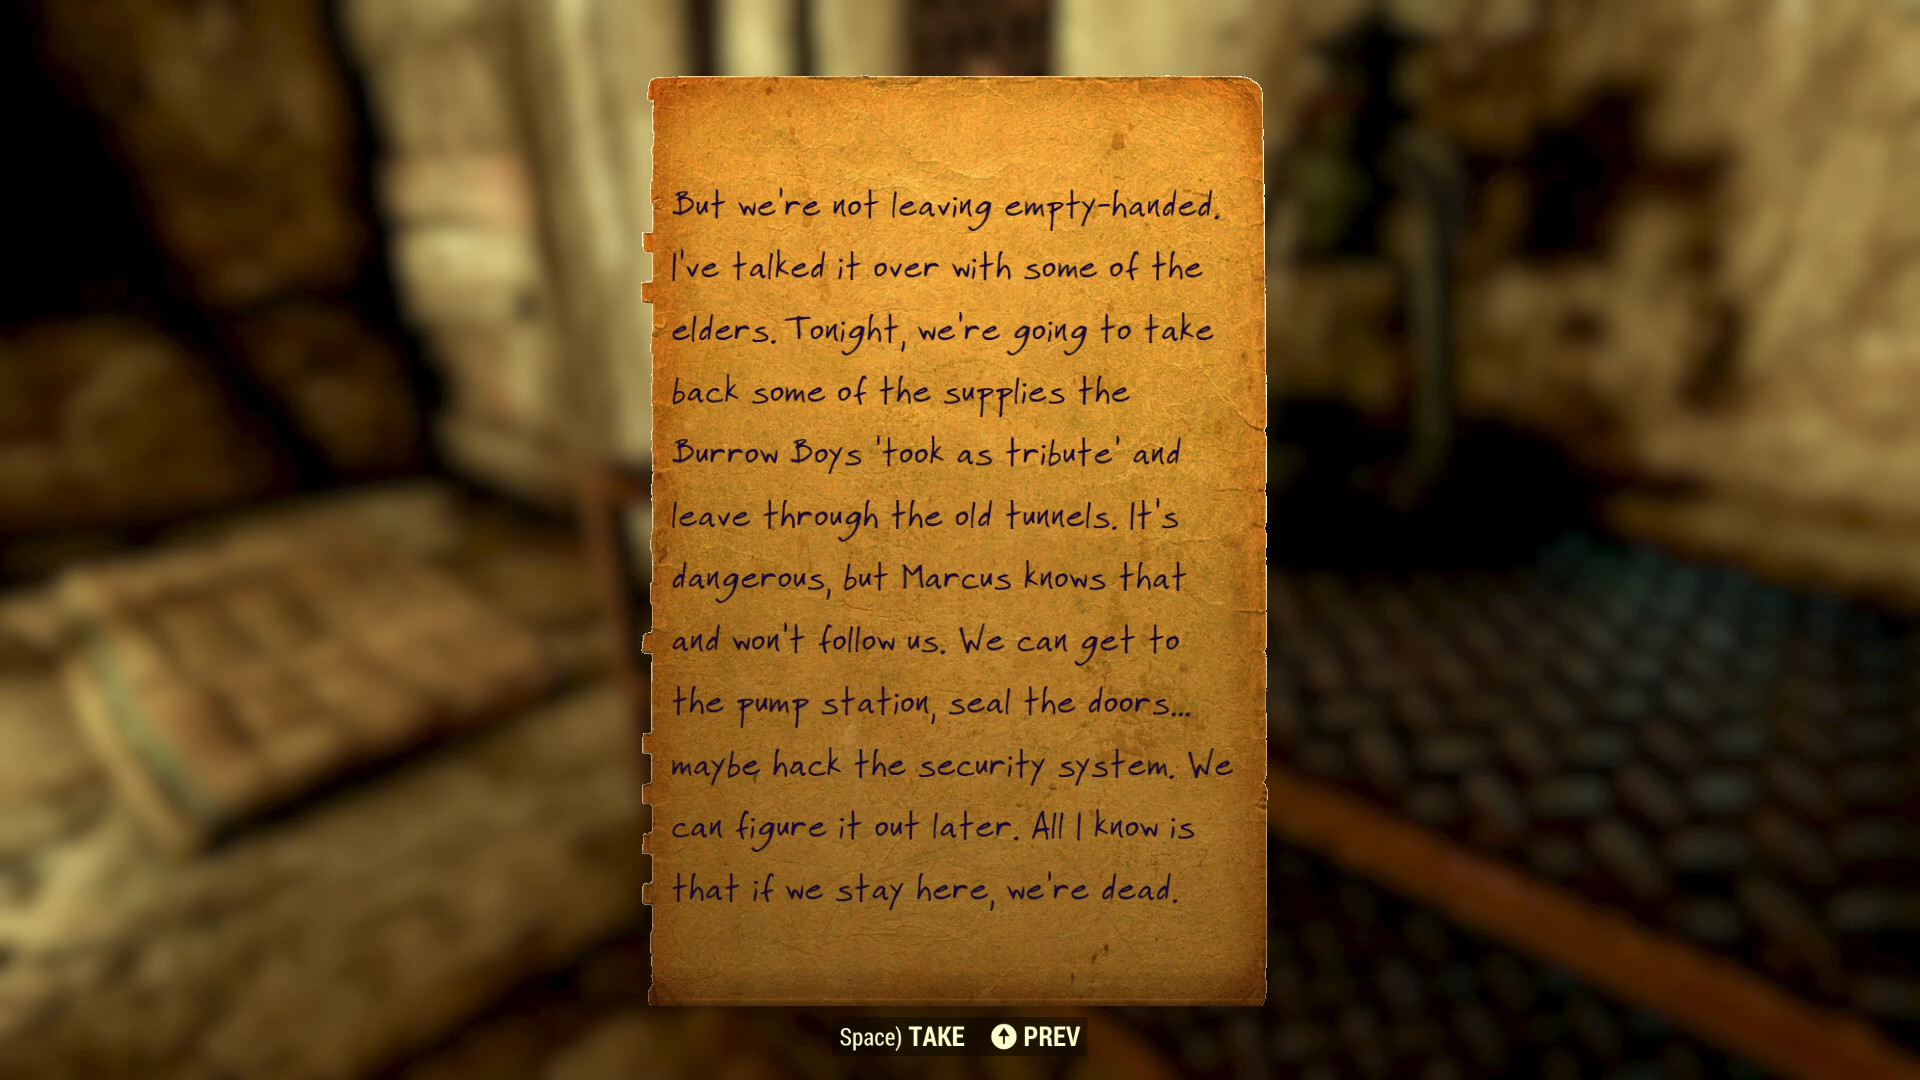 But we're not leaving empty-handed.
I've talked it over with some of the
elders. Tonight, we're going to take
back some of the supplies the
Burrow Boys 'took as tribute' and
leave through the old tunnels. It's
dangerous, but Marcus knows that
and won't follow us. We can get to
the pump station, seal the doors...
maybe hack the security system. We
can figure it out later. All I know is
that if we stay here, we're dead.
Space) TAKE PREV